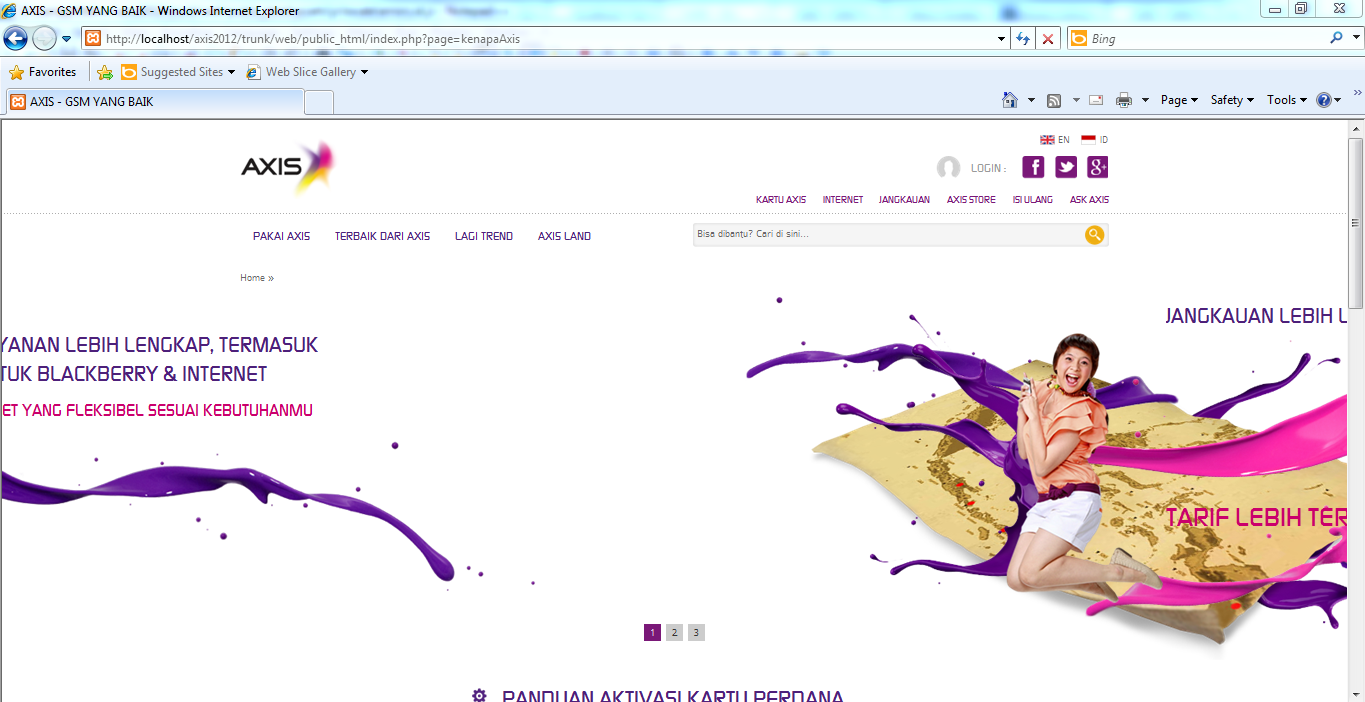 AXIS - GSM YANG BAIK - Windows Internet Explorer
http://localhost/axis2012/trunk/web/public_html/index.php?page=kenapaAxis
Bing
Favorites Suggested Sites Web Slice Gallery
AXIS - GSM YANG BAIK
Page Safety Tools
EN ID
AXIS
LOGIN :
KARTU AXIS INTERNET JANGKAUAN AXIS STORE ISI ULANG ASK AXIS
PAKAI AXIS TERBAIK DARI AXIS LAGI TREND AXIS LAND
Bisa dibantu? Cari di sini...
Home »
JANGKAUAN LEBIH L
YANAN LEBIH LENGKAP, TERMASUK
TUK BLACKBERRY & INTERNET
ET YANG FLEKSIBEL SESUAI KEBUTUHANMU
TARIF LEBIH TER
1 2 3
PANDUAN AKTIVASI KARTU PERDANA